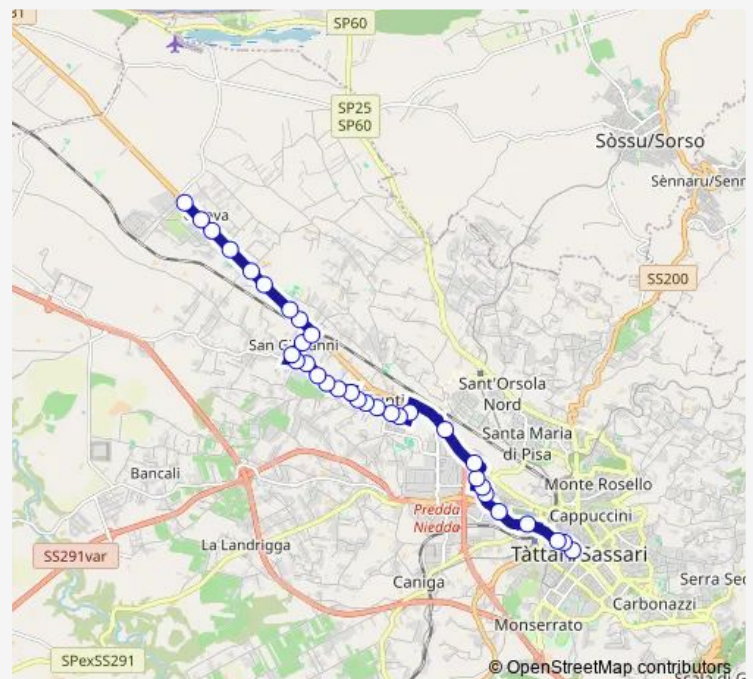 SP60
SP25
SP60
Sòssu/Sorso
Sènnaru/Senn
SS200
San Giovanni
Sant'Orsola
Nord
Santa Maria
di Pisa
Bancali
Monte Rosello
Predda
Niedda
Cappuccini
La Landrigga
Tàttari/Sassari
SS291var
Caniga
Serra Sec
Carbonazzi
Monserrato
SPexSS291
© OpenStreetMap contributors